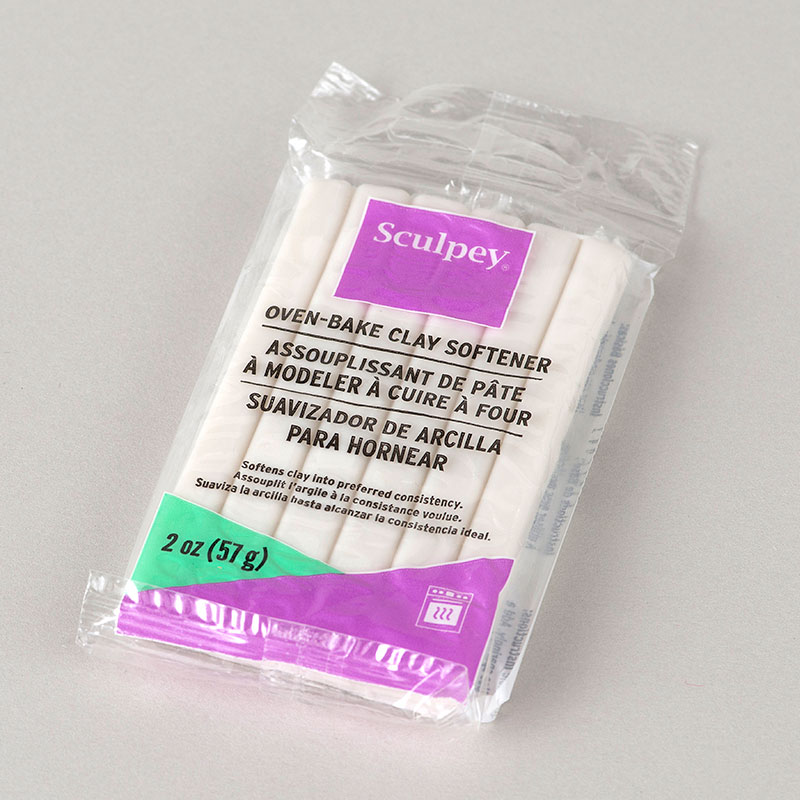 Sculpey®
OVEN-BAKE CLAY SOFTENER
ASSOUPLISSANT DE PÂTE
À MODELER À CUIRE À FOUR
SUAVIZADOR DE ARCILLA
PARA HORNEAR
Softens clay into preferred consistency.
Assouplit l'argile à la consistance voulue.
Suaviza la arcilla hasta alcanzar la consistencia ideal.
2 oz (57 g)